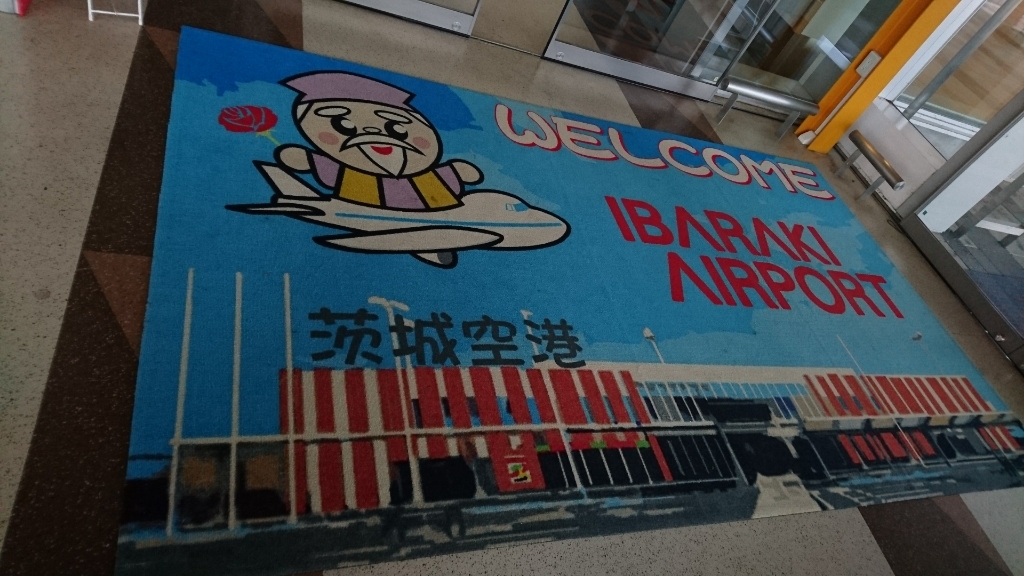 WELCOME
IBARAKI
AIRPORT
茨城空港